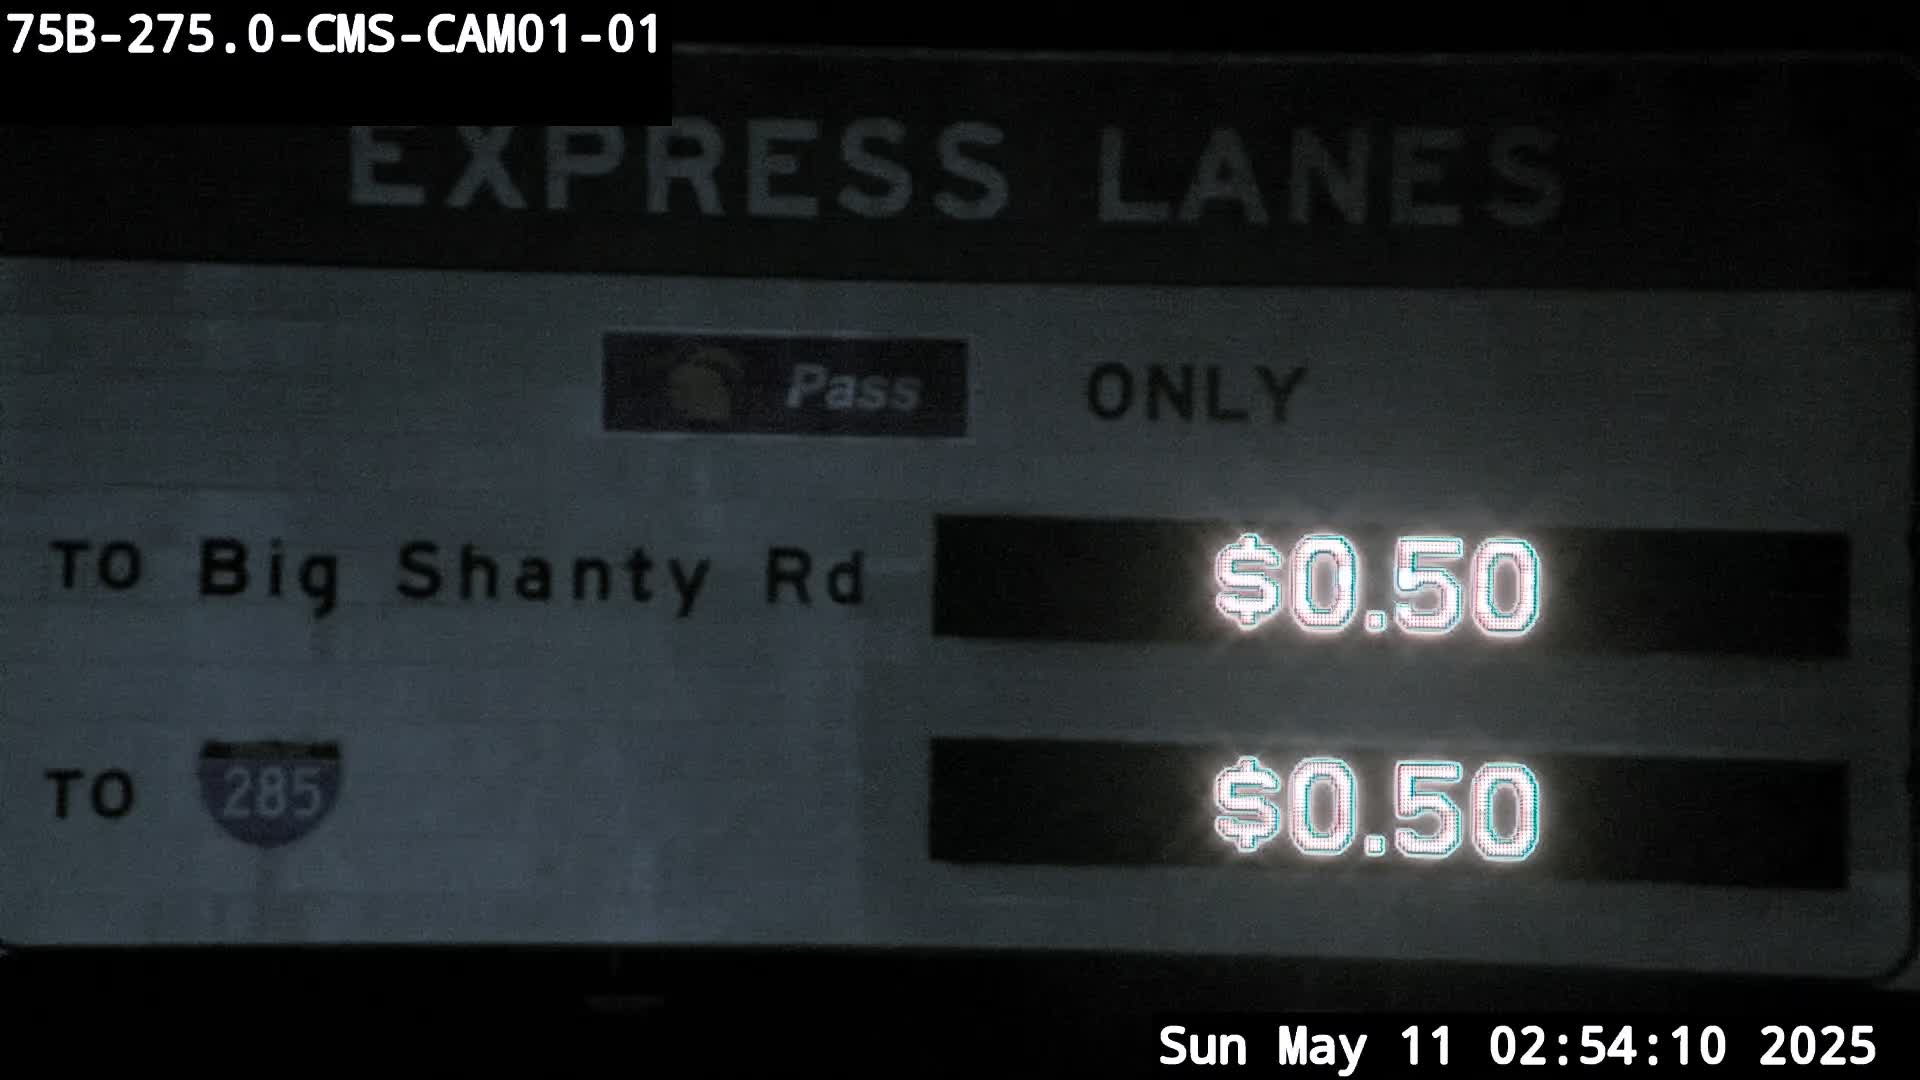 75B-275.0-CMS-CAM01-01
EXPRESS LANES
Pass ONLY
TO Big Shanty Rd $0.50
TO 285 $0.50
Sun May 11 02:54:10 2025